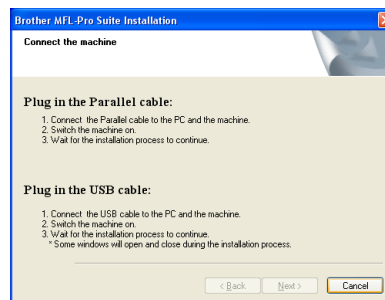 Brother MFL-Pro Suite Installation
Connect the machine
Plug in the Parallel cable:
1. Connect the Parallel cable to the PC and the machine.
2. Switch the machine on.
3. Wait for the installation process to continue.
Plug in the USB cable:
1. Connect the USB cable to the PC and the machine.
2. Switch the machine on.
3. Wait for the installation process to continue.
* Some windows will open and close during the installation process.
< Back Next > Cancel